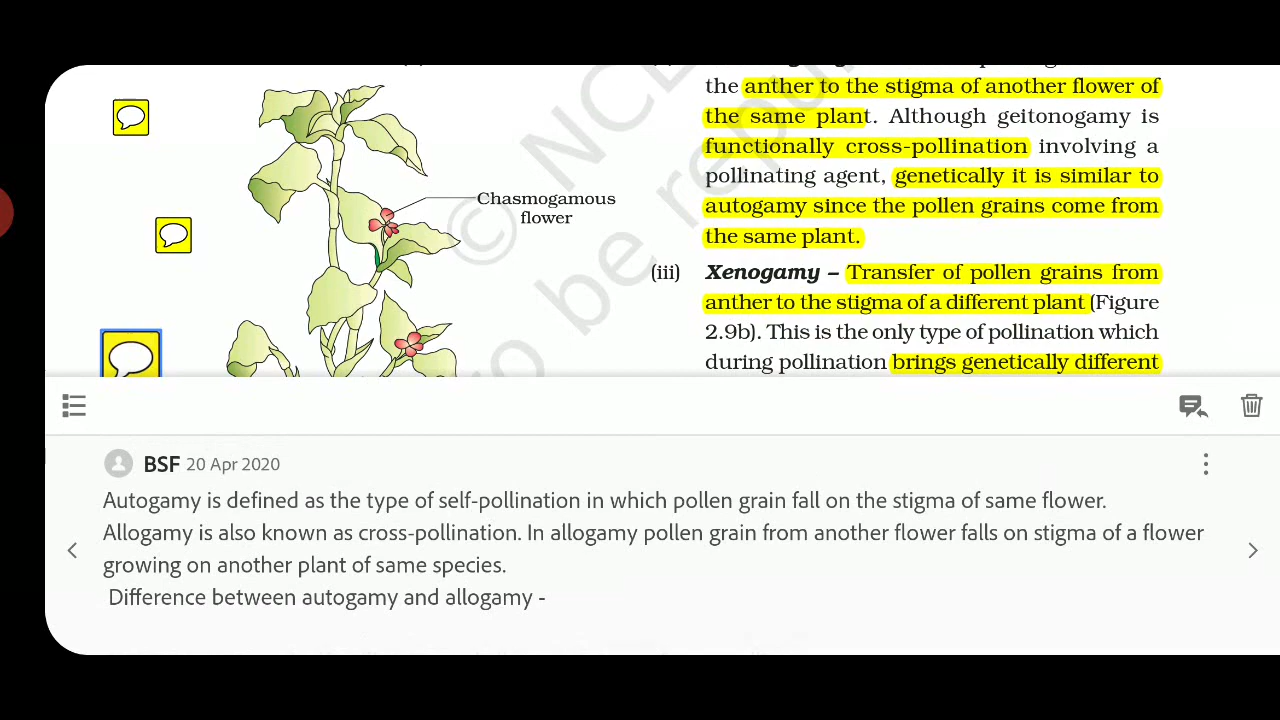 Chasmogamous
flower
the anther to the stigma of another flower of
the same plant. Although geitonogamy is
functionally cross-pollination involving a
pollinating agent, genetically it is similar to
autogamy since the pollen grains come from
the same plant.
(iii) Xenogamy – Transfer of pollen grains from
anther to the stigma of a different plant (Figure
2.9b). This is the only type of pollination which
during pollination brings genetically different
© NCE
o be repu
BSF 20 Apr 2020
Autogamy is defined as the type of self-pollination in which pollen grain fall on the stigma of same flower.
Allogamy is also known as cross-pollination. In allogamy pollen grain from another flower falls on stigma of a flower
growing on another plant of same species.
Difference between autogamy and allogamy -